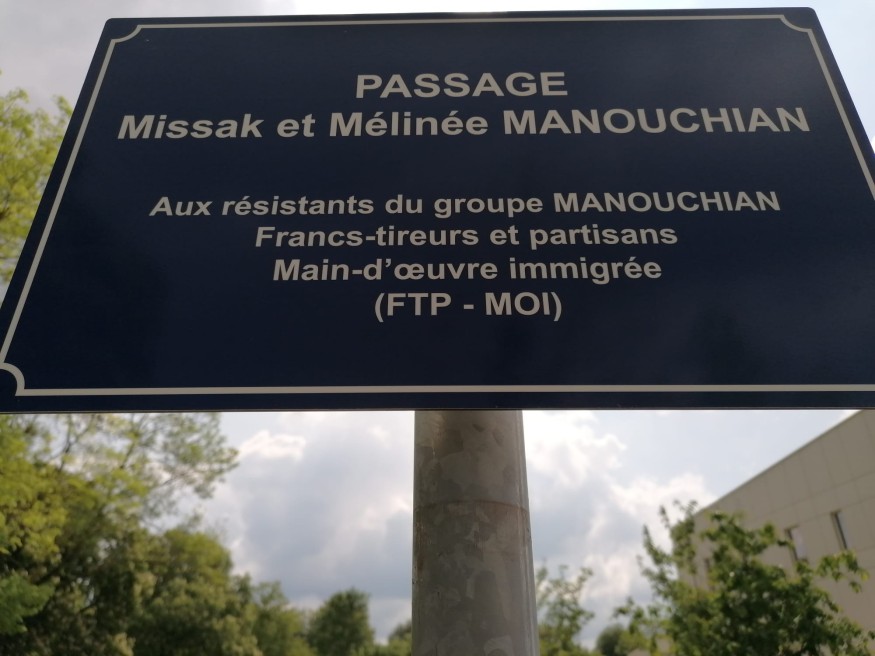 PASSAGE
Missak et Mélinée MANOUCHIAN
Aux résistants du groupe MANOUCHIAN
Francs-tireurs et partisans
Main-d’œuvre immigrée
(FTP - MOI)